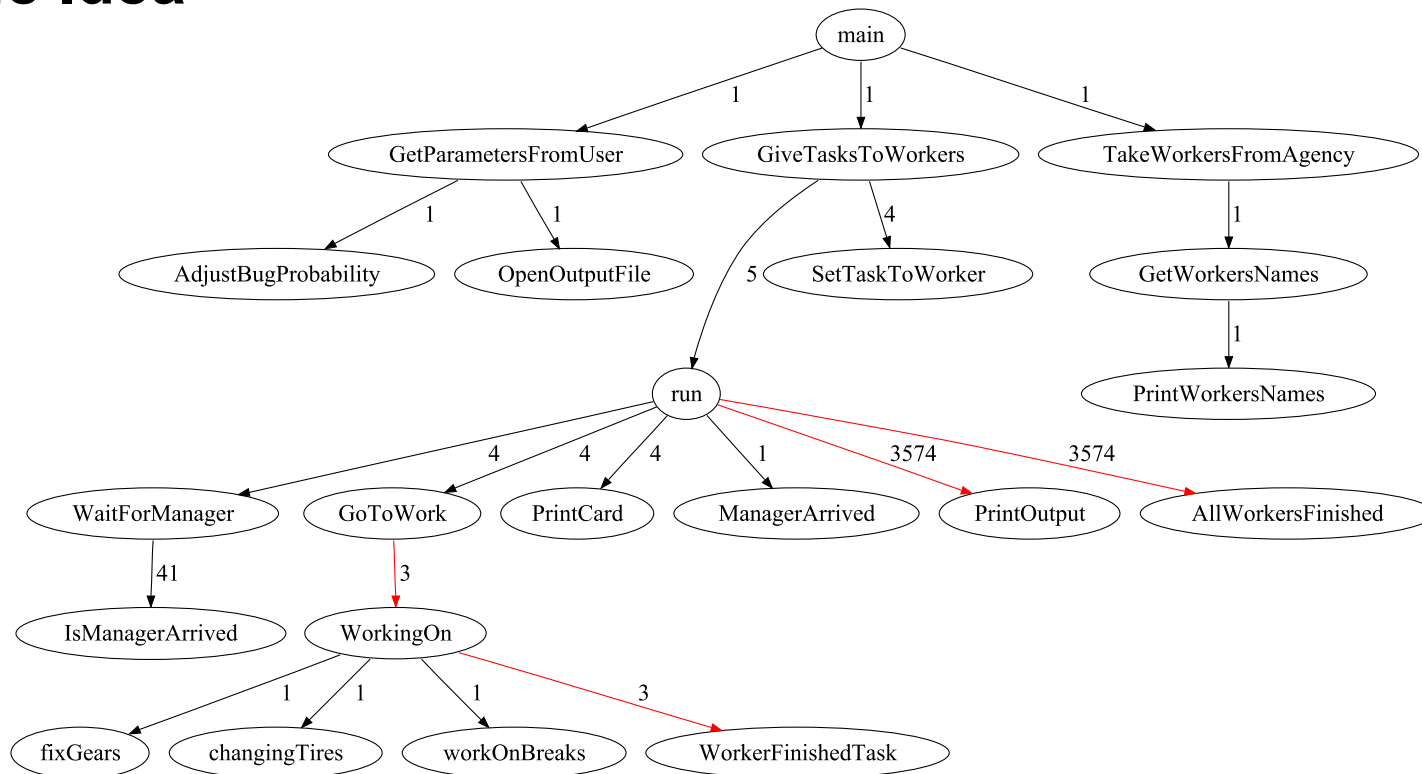 main
1 1 1
GetParametersFromUser GiveTasksToWorkers TakeWorkersFromAgency
1 1 4 1
AdjustBugProbability OpenOutputFile 5 SetTaskToWorker GetWorkersNames
1
run PrintWorkersNames
4 4 4 1 3574 3574
WaitForManager GoToWork PrintCard ManagerArrived PrintOutput AllWorkersFinished
41 3
IsManagerArrived WorkingOn
1 1 1 3
fixGears changingTires workOnBreaks WorkerFinishedTask